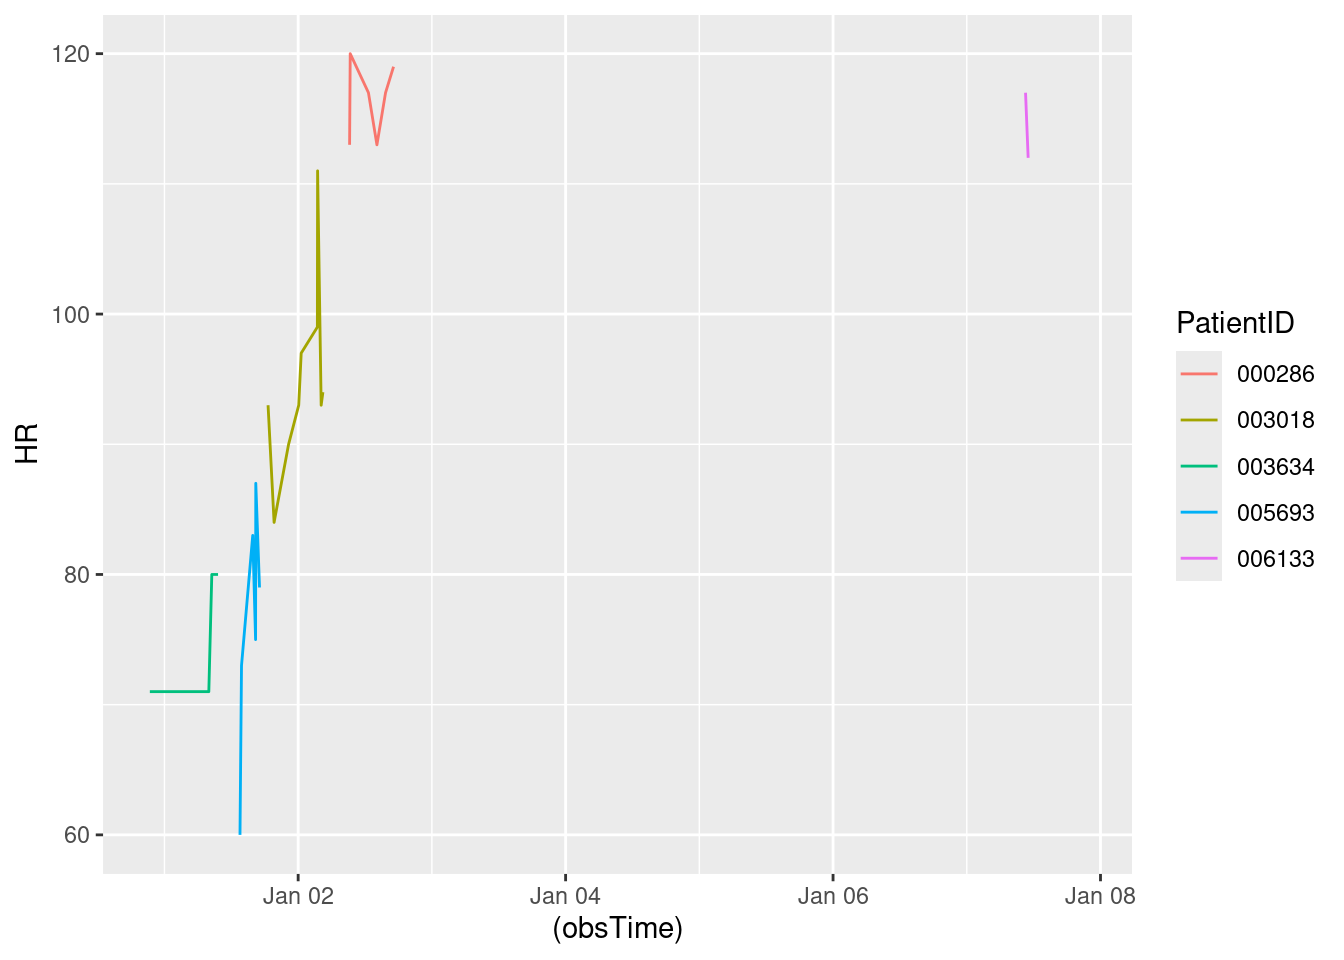 120
100
80
60
HR
Jan 02
Jan 04
Jan 06
Jan 08
(obsTime)
PatientID
000286
003018
003634
005693
006133